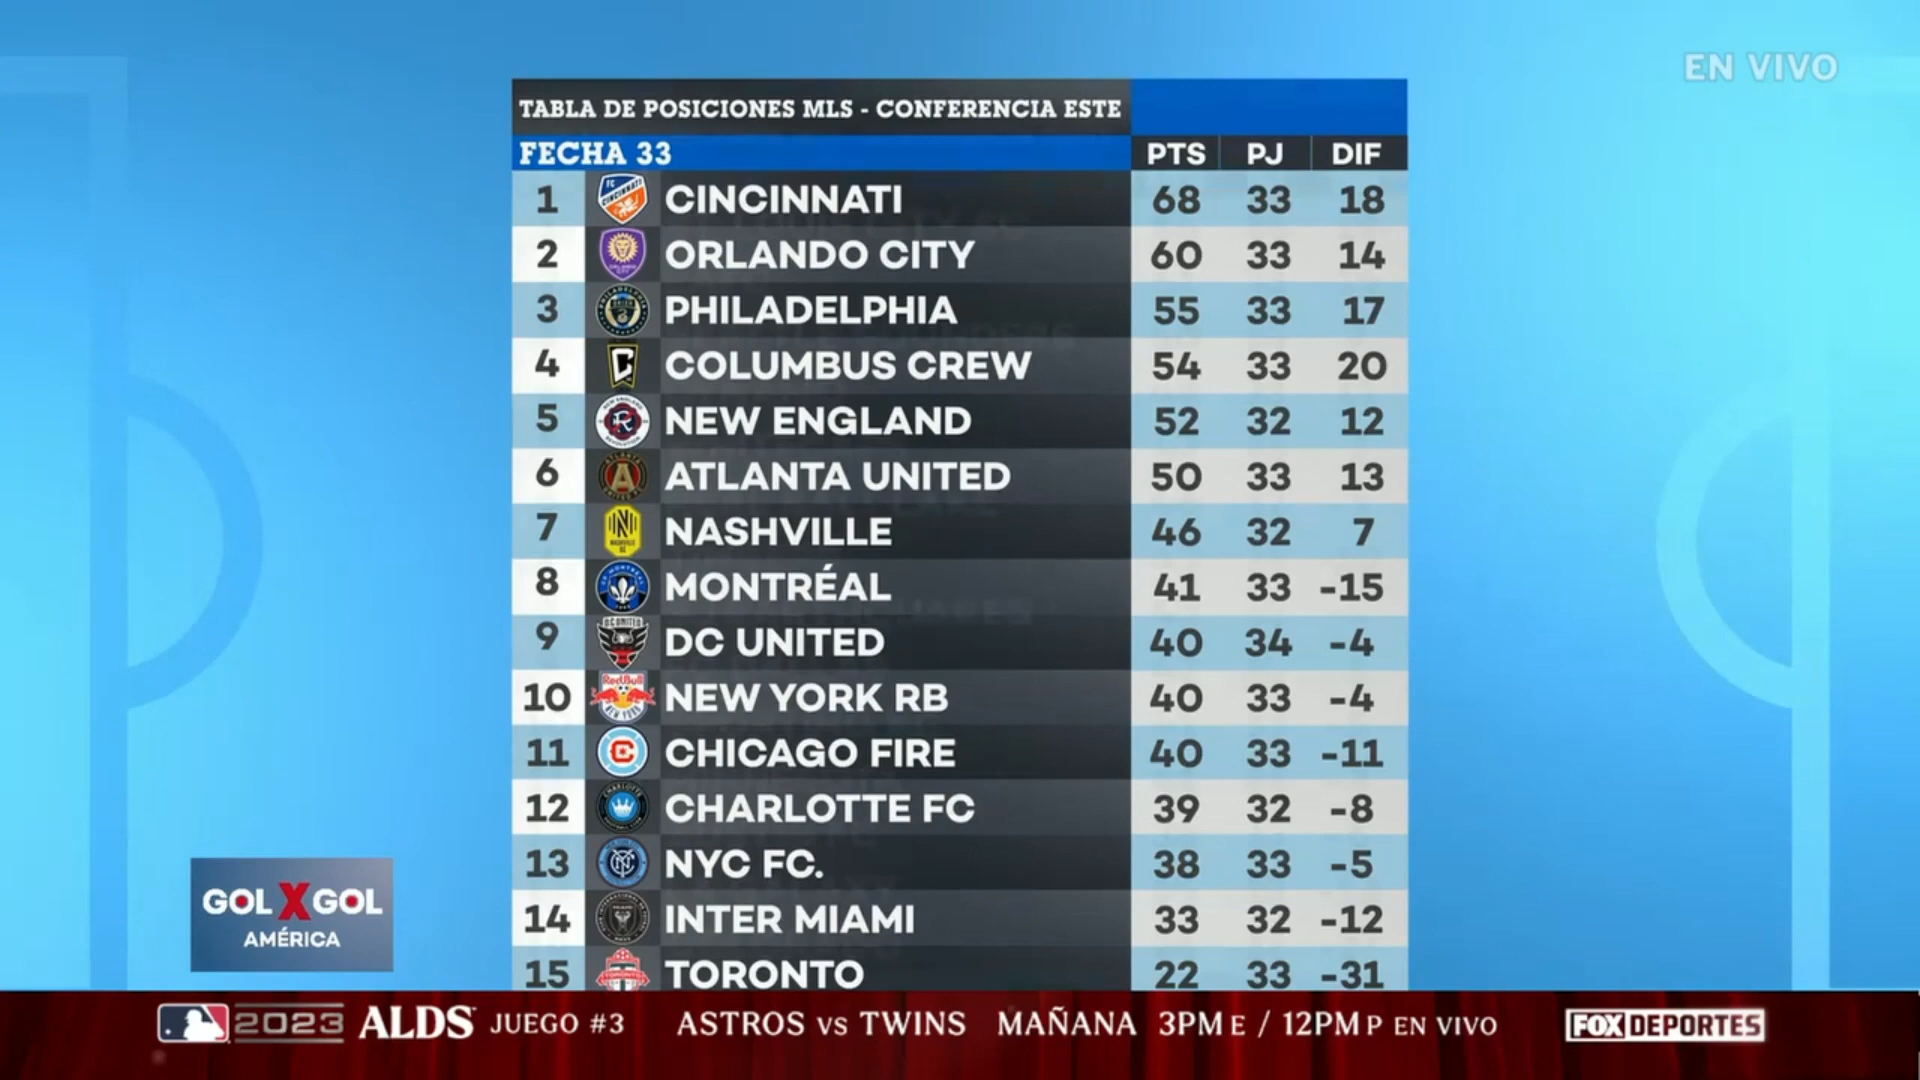 EN VIVO
TABLA DE POSICIONES MLS - CONFERENCIA ESTE
FECHA 33 PTS PJ DIF
1 CINCINNATI 68 33 18
2 ORLANDO CITY 60 33 14
3 PHILADELPHIA 55 33 17
4 COLUMBUS CREW 54 33 20
5 NEW ENGLAND 52 32 12
6 ATLANTA UNITED 50 33 13
7 NASHVILLE 46 32 7
8 MONTRÉAL 41 33 -15
9 DC UNITED 40 34 -4
10 NEW YORK RB 40 33 -4
11 CHICAGO FIRE 40 33 -11
12 CHARLOTTE FC 39 32 -8
13 NYC FC. 38 33 -5
14 INTER MIAMI 33 32 -12
15 TORONTO 22 33 -31
GOL X GOL
AMÉRICA
2023 ALDS JUEGO #3 ASTROS VS TWINS MAÑANA 3PM E / 12PM P EN VIVO FOX DEPORTES